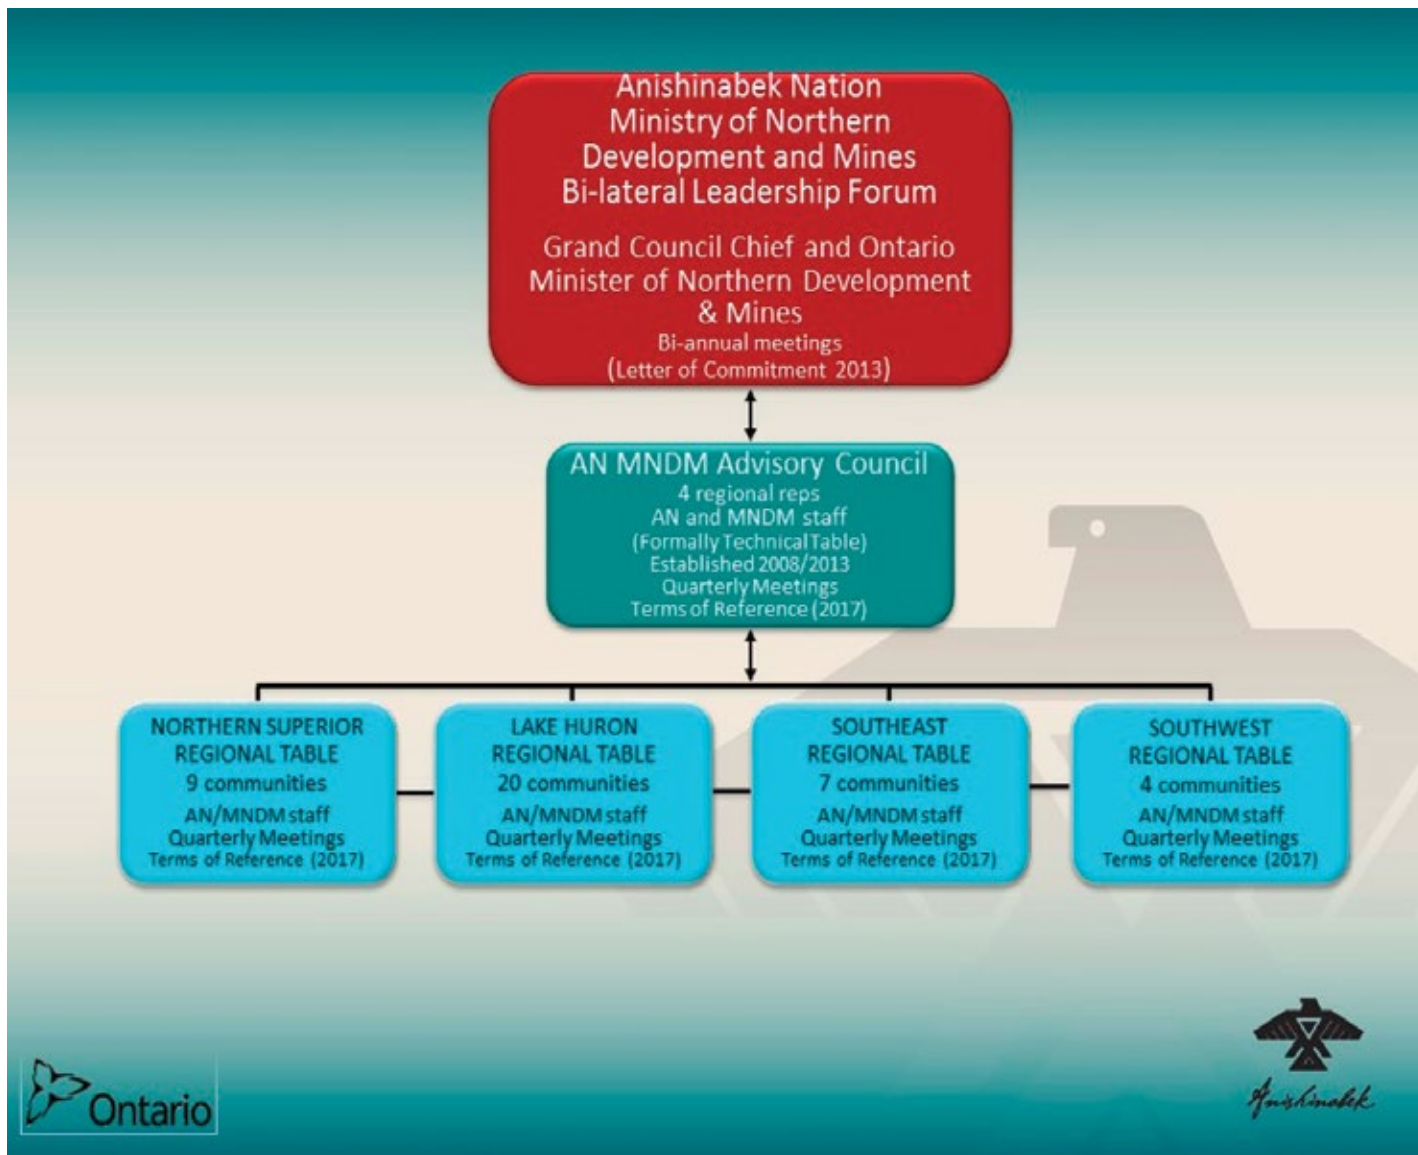 Anishinabek Nation
Ministry of Northern
Development and Mines
Bi-lateral Leadership Forum
Grand Council Chief and Ontario
Minister of Northern Development
& Mines
Bi-annual meetings
(Letter of Commitment 2013)
AN MNDM Advisory Council
4 regional reps
AN and MNDM staff
(Formally Technical Table)
Established 2008/2013
Quarterly Meetings
Terms of Reference (2017)
NORTHERN SUPERIOR
REGIONAL TABLE
9 communities
AN/MNDM staff
Quarterly Meetings
Terms of Reference (2017)
LAKE HURON
REGIONAL TABLE
20 communities
AN/MNDM staff
Quarterly Meetings
Terms of Reference (2017)
SOUTHEAST
REGIONAL TABLE
7 communities
AN/MNDM staff
Quarterly Meetings
Terms of Reference (2017)
SOUTHWEST
REGIONAL TABLE
4 communities
AN/MNDM staff
Quarterly Meetings
Terms of Reference (2017)
Ontario
Anishinabek